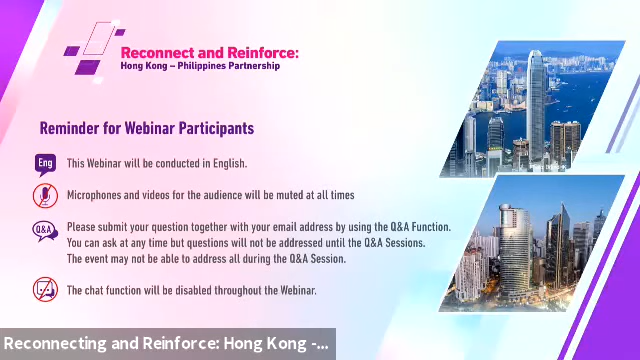 Reconnect and Reinforce:
Hong Kong – Philippines Partnership
Reminder for Webinar Participants
Eng
This Webinar will be conducted in English.
Microphones and videos for the audience will be muted at all times
Q&A
Please submit your question together with your email address by using the Q&A Function.
You can ask at any time but questions will not be addressed until the Q&A Sessions.
The event may not be able to address all during the Q&A Session.
The chat function will be disabled throughout the Webinar.
Reconnecting and Reinforce: Hong Kong -...